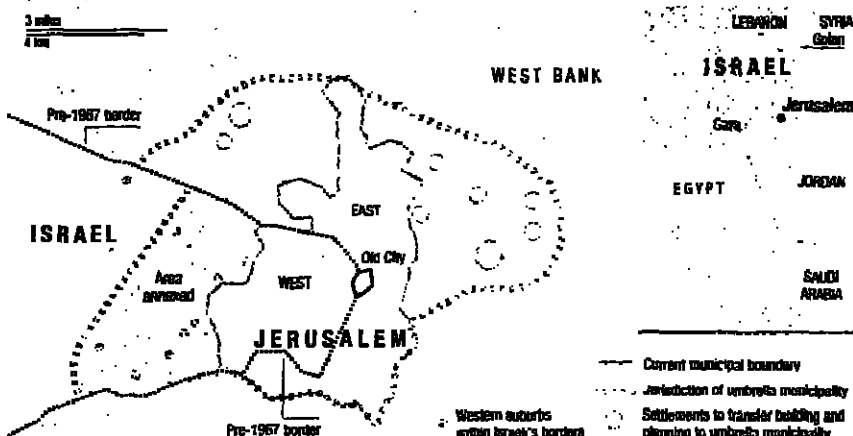 3 miles
4 km
Pre-1967 border
WEST BANK
ISRAEL
EAST
Old City
Area
annexed
WEST
JERUSALEM
Pre-1967 border
LEBANON SYRIA
Golan
ISRAEL
Jerusalem
Gaza
EGYPT
JORDAN
SAUDI
ARABIA
Current municipal boundary
Jurisdiction of umbrella municipality
Western suburbs
within Israel's borders
Settlements to transfer building and
planning to umbrella municipality